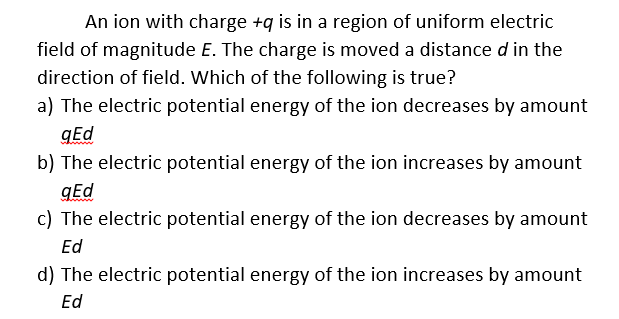 An ion with charge +q is in a region of uniform electric
field of magnitude E. The charge is moved a distance d in the
direction of field. Which of the following is true?
a) The electric potential energy of the ion decreases by amount
qEd
b) The electric potential energy of the ion increases by amount
qEd
c) The electric potential energy of the ion decreases by amount
Ed
d) The electric potential energy of the ion increases by amount
Ed